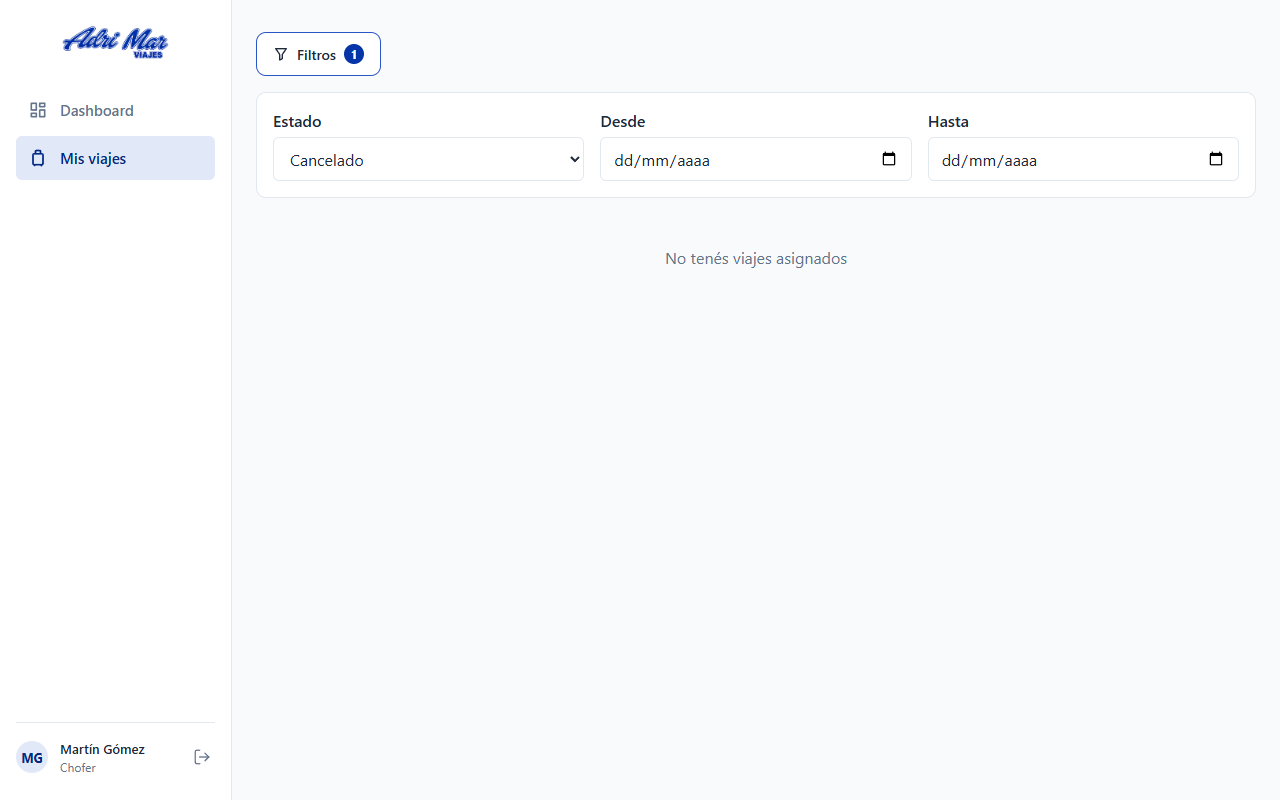 Adri Mar
VIAJES
Dashboard
Mis viajes
Filtros 1
Estado
Desde
Hasta
Cancelado
dd/mm/aaaa
dd/mm/aaaa
No tenés viajes asignados
MG
Martín Gómez
Chofer